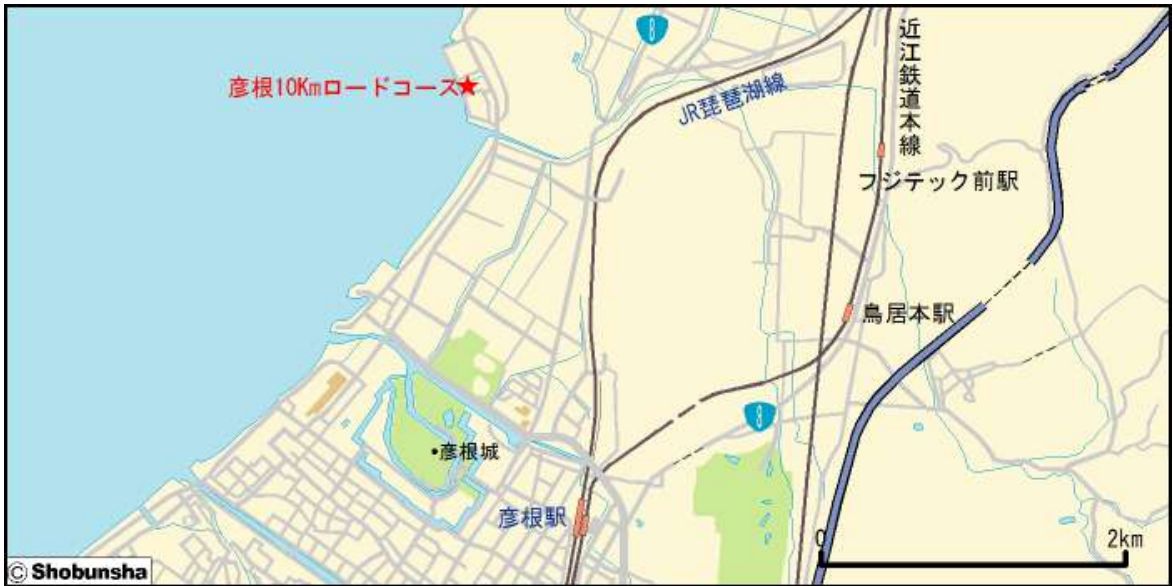 8
近江鉄道本線
彦根10Kmロードコース★
JR琵琶湖線
フジテック前駅
鳥居本駅
8
•彦根城
彦根駅
0 2km
© Shobunsha